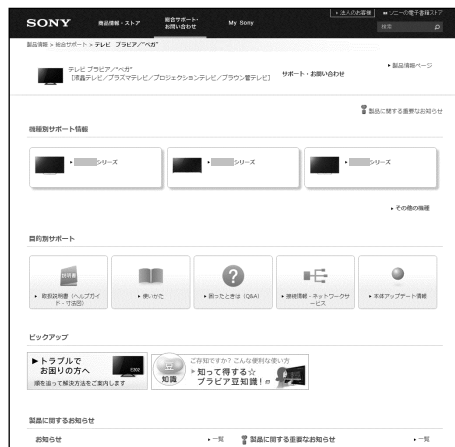 法人のお客様 ソニーの電子書籍ストア
SONY 商品情報・ストア 総合サポート・お問い合わせ My Sony 検索
製品情報 > 総合サポート > テレビ ブラビア/"ベガ"
テレビ ブラビア/"ベガ"
[液晶テレビ/プラズマテレビ/プロジェクションテレビ/ブラウン管テレビ] サポート・お問い合わせ
製品情報ページ
製品に関する重要なお知らせ
機種別サポート情報
シリーズ シリーズ シリーズ
その他の機種
目的別サポート
説明書
取扱説明書(ヘルプガイド・寸法図)
使いかた
困ったときは (Q&A)
接続情報・ネットワークサービス
本体アップデート情報
ピックアップ
トラブルで
お困りの方へ
E302
順を追って解決方法をご案内します
豆知識
ご存知ですか?こんな便利な使い方
知って得する☆
ブラビア豆知識!
製品に関するお知らせ
お知らせ 一覧 製品に関する重要なお知らせ 一覧